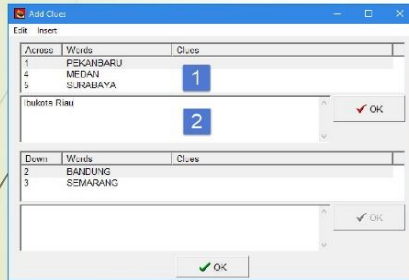 Add Clues
Edit Insert
Across Words Clues
1 PEKANBARU
4 MEDAN
5 SURABAYA
1
Ibukota Riau
2
OK
Down Words Clues
2 BANDUNG
3 SEMARANG
OK
OK